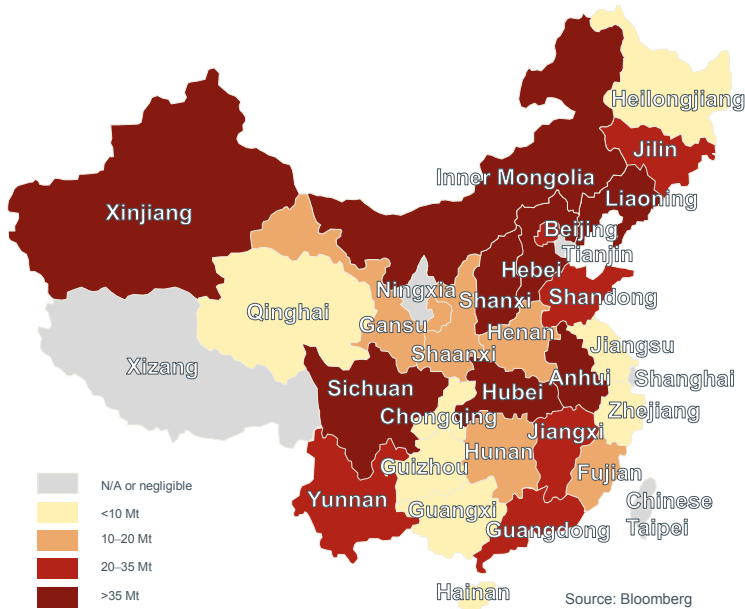 Heilongjiang
Jilin
Inner Mongolia
Liaoning
Xinjiang
Beijing
Tianjin
Hebei
Ningxia
Shanxi
Shandong
Qinghai
Gansu
Henan
Shaanxi
Jiangsu
Xizang
Sichuan
Hubei
Anhui
Shanghai
Chongqing
Zhejiang
Jiangxi
Hunan
Guizhou
Fujian
Yunnan
Guangxi
Guangdong
Chinese
Taipei
Hainan
N/A or negligible
<10 Mt
10–20 Mt
20–35 Mt
>35 Mt
Source: Bloomberg